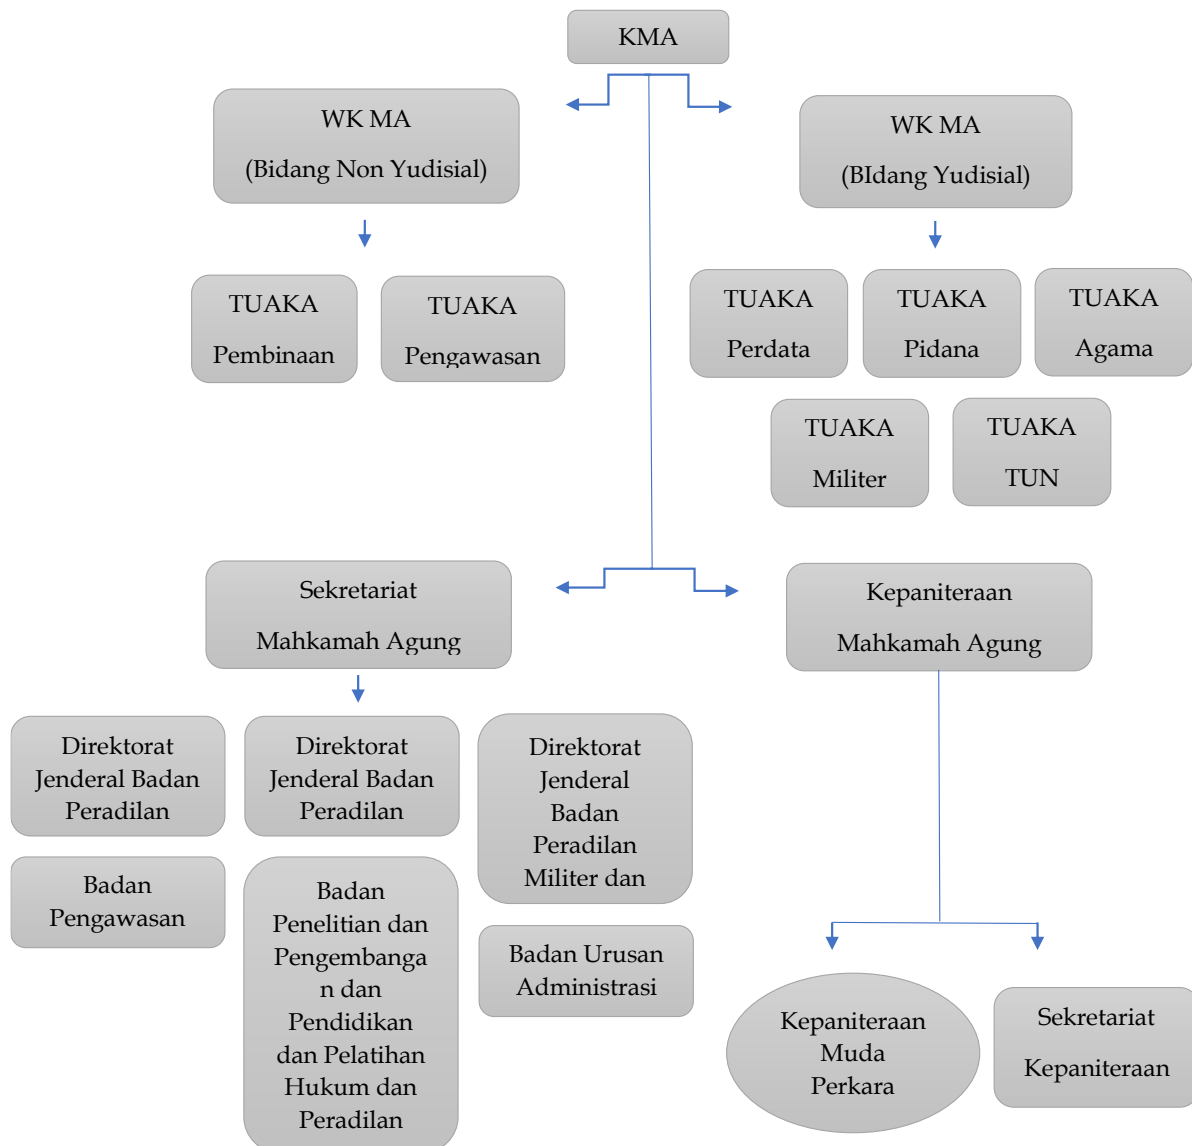 KMA
WK MA
(Bidang Non Yudisial)
WK MA
(BIdang Yudisial)
TUAKA
Pembinaan
TUAKA
Pengawasan
TUAKA
Perdata
TUAKA
Pidana
TUAKA
Agama
TUAKA
Militer
TUAKA
TUN
Sekretariat
Mahkamah Agung
Kepaniteraan
Mahkamah Agung
Direktorat
Jenderal Badan
Peradilan
Direktorat
Jenderal Badan
Peradilan
Direktorat
Jenderal
Badan
Peradilan
Militer dan
Badan
Pengawasan
Badan
Penelitian dan
Pengembanga
n dan
Pendidikan
dan Pelatihan
Hukum dan
Peradilan
Badan Urusan
Administrasi
Kepaniteraan
Muda
Perkara
Sekretariat
Kepaniteraan